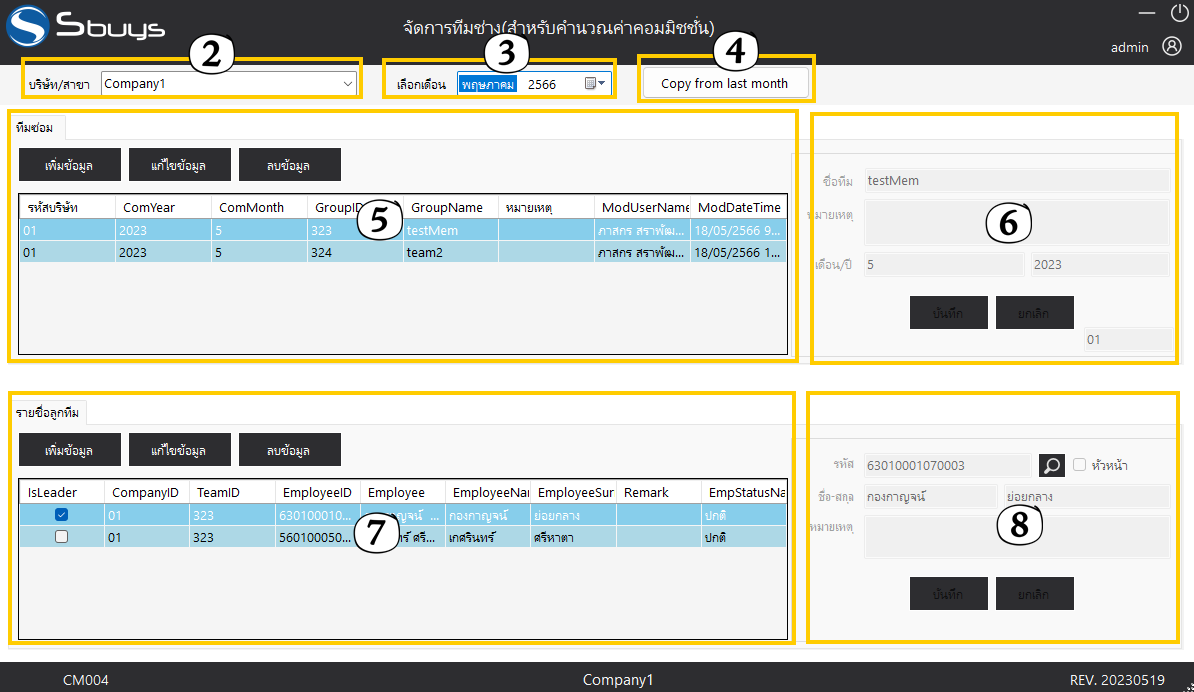 Sbuys
จัดการทีมช่าง(สำหรับคำนวณค่าคอมมิชชั่น)
admin
2
3
4
บริษัท/สาขา Company1
เลือกเดือน พฤษภาคม 2566
Copy from last month
ทีมซ่อม
เพิ่มข้อมูล แก้ไขข้อมูล ลบข้อมูล
รหัสบริษัท ComYear ComMonth GroupID GroupName หมายเหตุ ModUserName ModDateTime
01 2023 5 323 testMem ภาสกร สราพัฒ... 18/05/2566 9...
01 2023 5 324 team2 ภาสกร สราพัฒ... 18/05/2566 1...
5
ชื่อทีม testMem
หมายเหตุ
6
เดือน/ปี 5 2023
บันทึก ยกเลิก
01
รายชื่อลูกทีม
เพิ่มข้อมูล แก้ไขข้อมูล ลบข้อมูล
IsLeader CompanyID TeamID EmployeeID Employee EmployeeNar EmployeeSur Remark EmpStatusNa
01 323 630100010... กองกาญจน์ ย่อยกลาง ปกติ
01 323 560100050... เกศรินทร์ ศรีหาตา ปกติ
7
รหัส 63010001070003 หัวหน้า
ชื่อ-สกุล กองกาญจน์ ย่อยกลาง
หมายเหตุ
8
บันทึก ยกเลิก
CM004 Company1 REV. 20230519